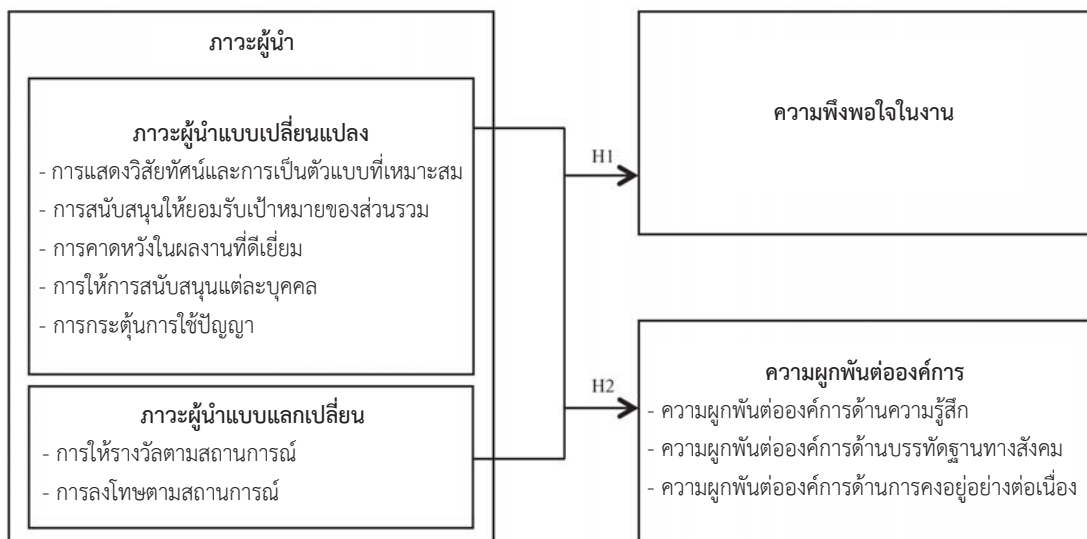 ภาวะผู้นำ
ภาวะผู้นำแบบเปลี่ยนแปลง
- การแสดงวิสัยทัศน์และการเป็นตัวแบบที่เหมาะสม
- การสนับสนุนให้ยอมรับเป้าหมายของส่วนรวม
- การคาดหวังในผลงานที่ดีเยี่ยม
- การให้การสนับสนุนแต่ละบุคคล
- การกระตุ้นการใช้ปัญญา
ภาวะผู้นำแบบแลกเปลี่ยน
- การให้รางวัลตามสถานการณ์
- การลงโทษตามสถานการณ์
H1
ความพึงพอใจในงาน
H2
ความผูกพันต่อองค์การ
- ความผูกพันต่อองค์การด้านความรู้สึก
- ความผูกพันต่อองค์การด้านบรรทัดฐานทางสังคม
- ความผูกพันต่อองค์การด้านการคงอยู่อย่างต่อเนื่อง